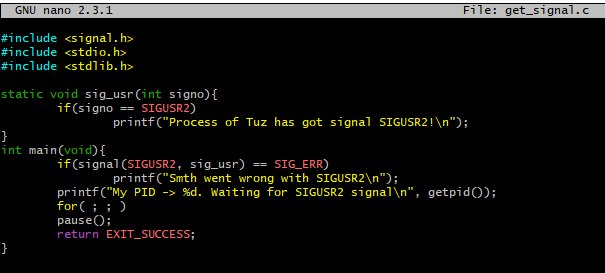 GNU nano 2.3.1 File: get_signal.c
#include <signal.h>
#include <stdio.h>
#include <stdlib.h>
static void sig_usr(int signo){
if(signo == SIGUSR2)
printf("Process of Tuz has got signal SIGUSR2!\n");
}
int main(void){
if(signal(SIGUSR2, sig_usr) == SIG_ERR)
printf("Smth went wrong with SIGUSR2\n");
printf("My PID -> %d. Waiting for SIGUSR2 signal\n", getpid());
for( ; ; )
pause();
return EXIT_SUCCESS;
}